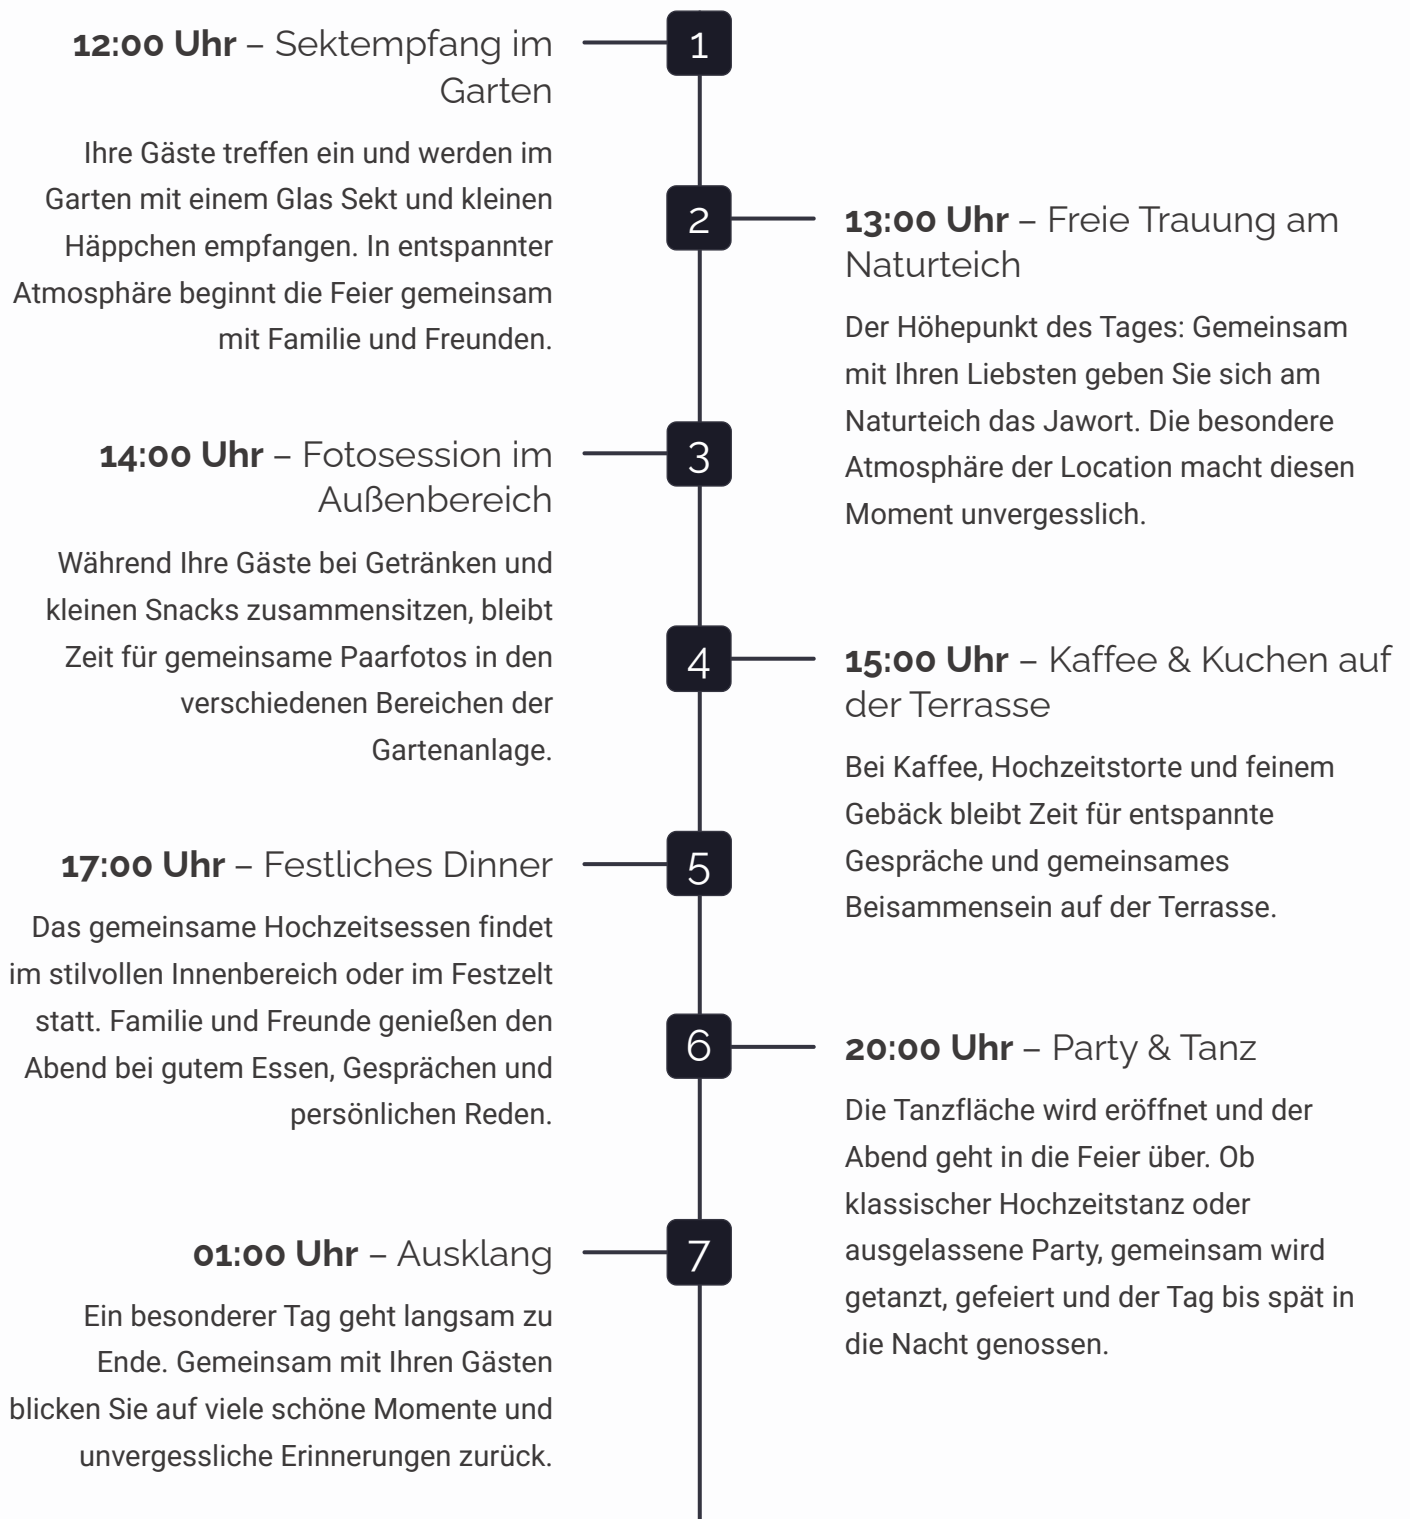 12:00 Uhr – Sektempfang im
Garten
Ihre Gäste treffen ein und werden im
Garten mit einem Glas Sekt und kleinen
Häppchen empfangen. In entspannter
Atmosphäre beginnt die Feier gemeinsam
mit Familie und Freunden.
1
2
13:00 Uhr – Freie Trauung am
Naturteich
Der Höhepunkt des Tages: Gemeinsam
mit Ihren Liebsten geben Sie sich am
Naturteich das Jawort. Die besondere
Atmosphäre der Location macht diesen
Moment unvergesslich.
14:00 Uhr – Fotosession im
Außenbereich
Während Ihre Gäste bei Getränken und
kleinen Snacks zusammensitzen, bleibt
Zeit für gemeinsame Paarfotos in den
verschiedenen Bereichen der
Gartenanlage.
3
4
15:00 Uhr – Kaffee & Kuchen auf
der Terrasse
Bei Kaffee, Hochzeitstorte und feinem
Gebäck bleibt Zeit für entspannte
Gespräche und gemeinsames
Beisammensein auf der Terrasse.
17:00 Uhr – Festliches Dinner
Das gemeinsame Hochzeitsessen findet
im stilvollen Innenbereich oder im Festzelt
statt. Familie und Freunde genießen den
Abend bei gutem Essen, Gesprächen und
persönlichen Reden.
5
6
20:00 Uhr – Party & Tanz
Die Tanzfläche wird eröffnet und der
Abend geht in die Feier über. Ob
klassischer Hochzeitstanz oder
ausgelassene Party, gemeinsam wird
getanzt, gefeiert und der Tag bis spät in
die Nacht genossen.
01:00 Uhr – Ausklang
Ein besonderer Tag geht langsam zu
Ende. Gemeinsam mit Ihren Gästen
blicken Sie auf viele schöne Momente und
unvergessliche Erinnerungen zurück.
7